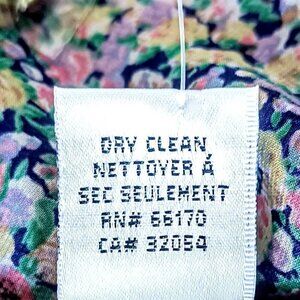 DRY CLEAN
NETTOYER Á
SEC SEULEMENT
RN# 66170
CA# 32054